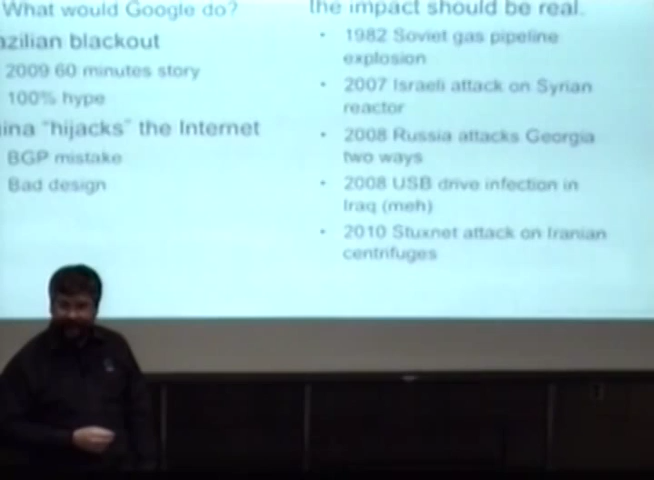 What would Google do?
azilian blackout
2009 60 minutes story
100% hype
ina "hijacks" the Internet
BGP mistake
Bad design
the impact should be real.
• 1982 Soviet gas pipeline
explosion
• 2007 Israeli attack on Syrian
reactor
• 2008 Russia attacks Georgia
two ways
• 2008 USB drive infection in
Iraq (meh)
• 2010 Stuxnet attack on Iranian
centrifuges